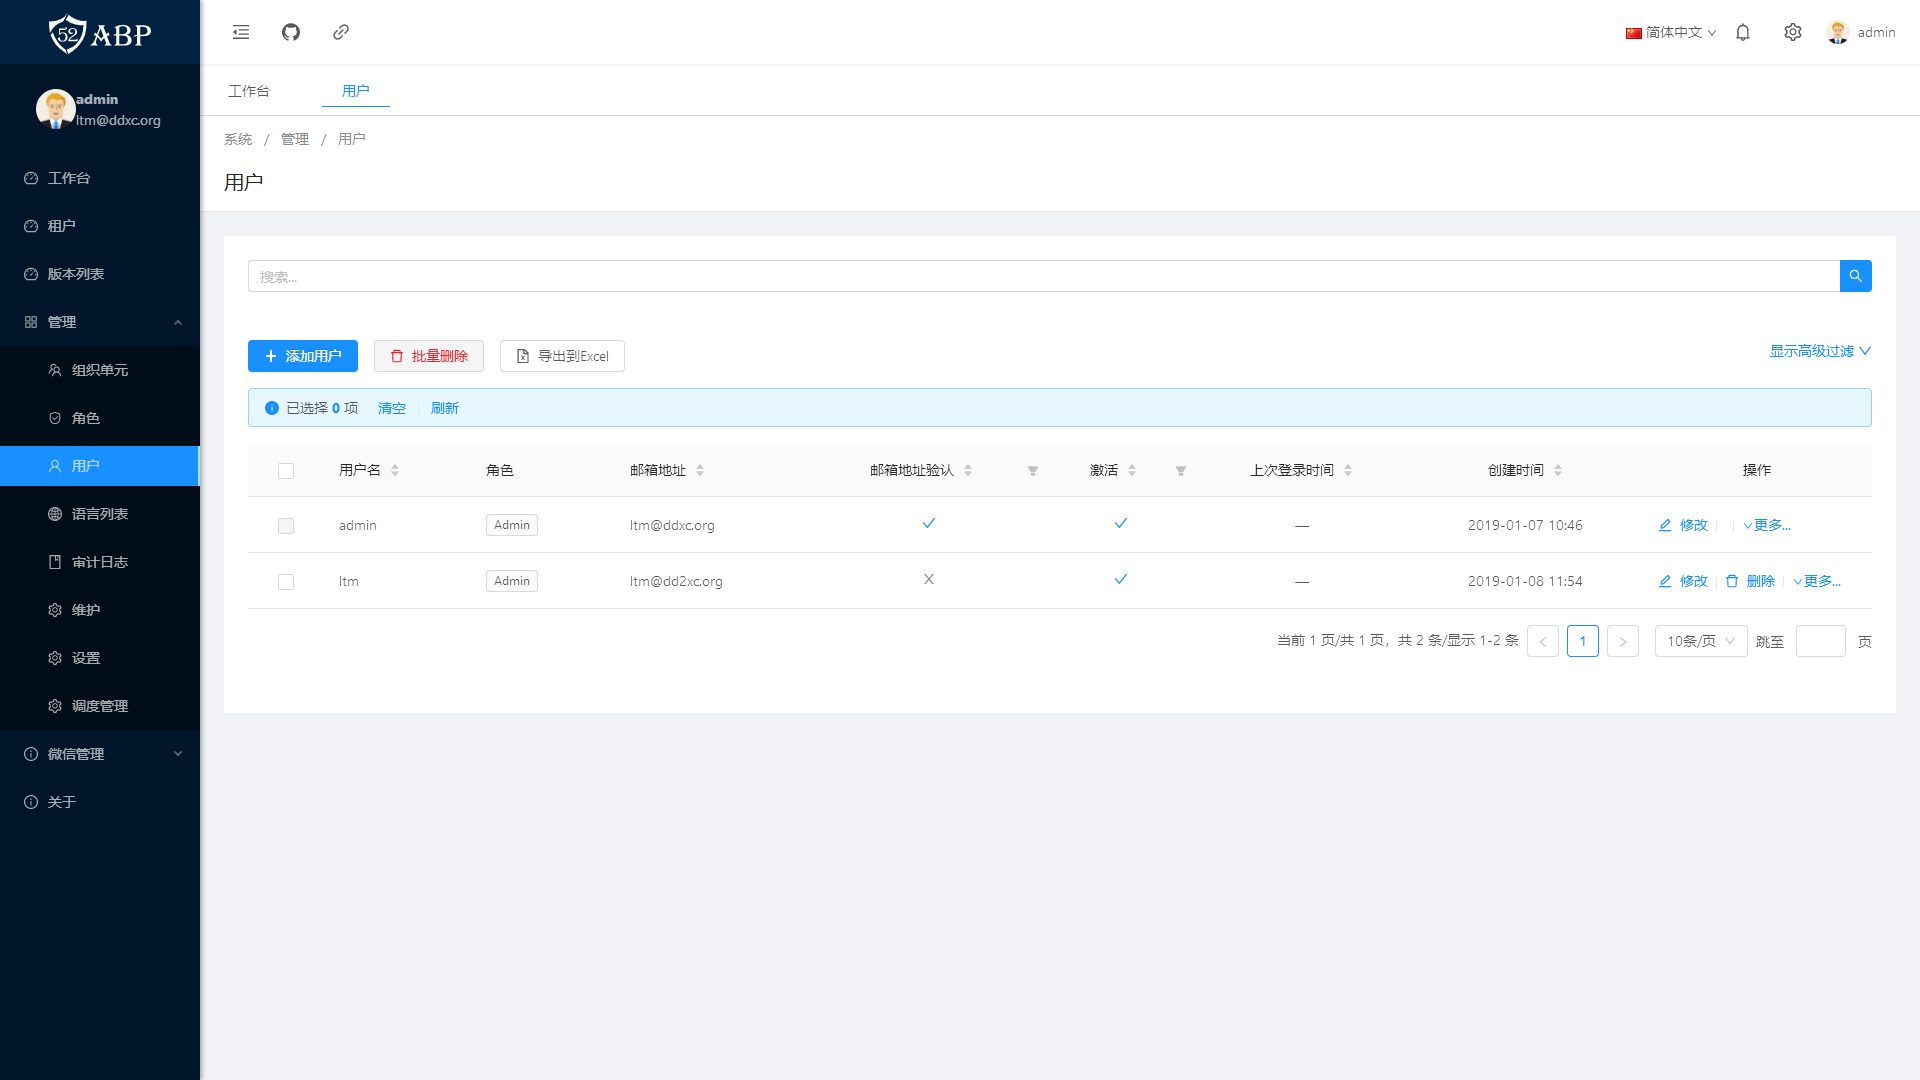 52ABP
简体中文
admin
admin
ltm@ddxc.org
工作台
租户
版本列表
管理
组织单元
角色
用户
语言列表
审计日志
维护
设置
调度管理
微信管理
关于
工作台 用户
系统 / 管理 / 用户
用户
搜索...
添加用户 批量删除 导出到Excel 显示高级过滤
已选择 0 项 清空 刷新
用户名 角色 邮箱地址 邮箱地址验认 激活 上次登录时间 创建时间 操作
admin Admin ltm@ddxc.org — 2019-01-07 10:46 修改 更多...
ltm Admin ltm@dd2xc.org — 2019-01-08 11:54 修改 删除 更多...
当前 1 页/共 1 页，共 2 条/显示 1-2 条 < 1 > 10条/页 跳至 页